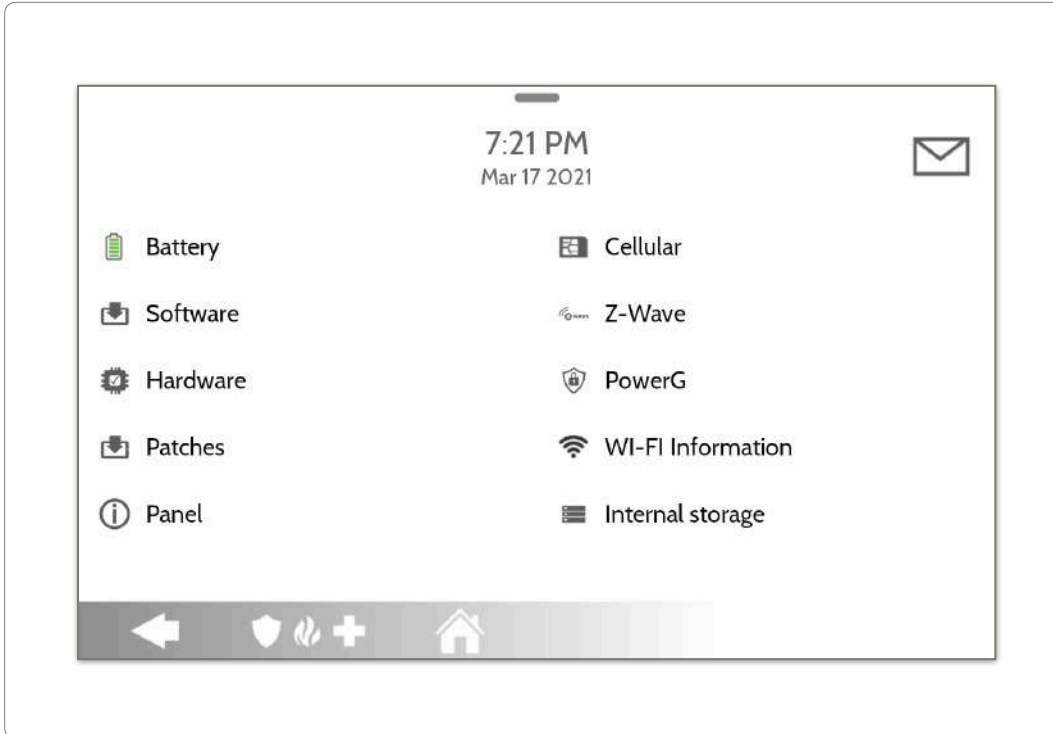 7:21 PM
Mar 17 2021
Battery
Cellular
Software
Z-Wave
Hardware
PowerG
Patches
WI-FI Information
Panel
Internal storage